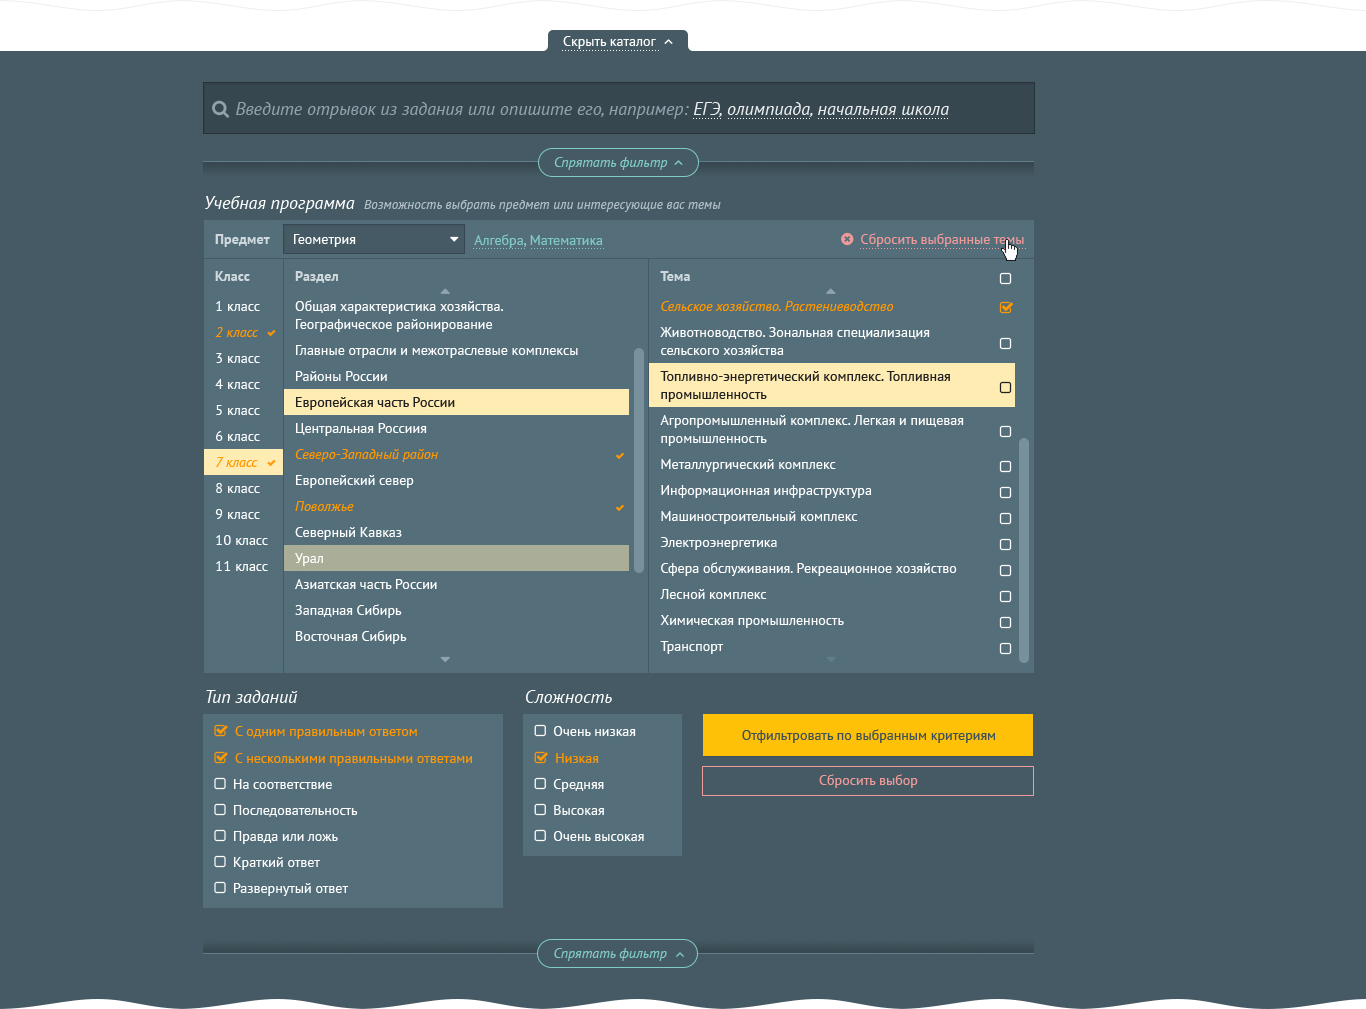 Скрыть каталог
Введите отрывок из задания или опишите его, например: ЕГЭ, олимпиада, начальная школа
Спрятать фильтр
Учебная программа Возможность выбрать предмет или интересующие вас темы
Предмет Геометрия Алгебра, Математика Сбросить выбранные темы
Класс
1 класс
2 класс
3 класс
4 класс
5 класс
6 класс
7 класс
8 класс
9 класс
10 класс
11 класс
Раздел
Общая характеристика хозяйства.
Географическое районирование
Главные отрасли и межотраслевые комплексы
Районы России
Европейская часть России
Центральная Россиия
Северо-Западный район
Европейский север
Поволжье
Северный Кавказ
Урал
Азиатская часть России
Западная Сибирь
Восточная Сибирь
Тема
Сельское хозяйство. Растениеводство
Животноводство. Зональная специализация
сельского хозяйства
Топливно-энергетический комплекс. Топливная
промышленность
Агропромышленный комплекс. Легкая и пищевая
промышленность
Металлургический комплекс
Информационная инфраструктура
Машиностроительный комплекс
Электроэнергетика
Сфера обслуживания. Рекреационное хозяйство
Лесной комплекс
Химическая промышленность
Транспорт
Тип заданий
С одним правильным ответом
С несколькими правильными ответами
На соответствие
Последовательность
Правда или ложь
Краткий ответ
Развернутый ответ
Сложность
Очень низкая
Низкая
Средняя
Высокая
Очень высокая
Отфильтровать по выбранным критериям
Сбросить выбор
Спрятать фильтр